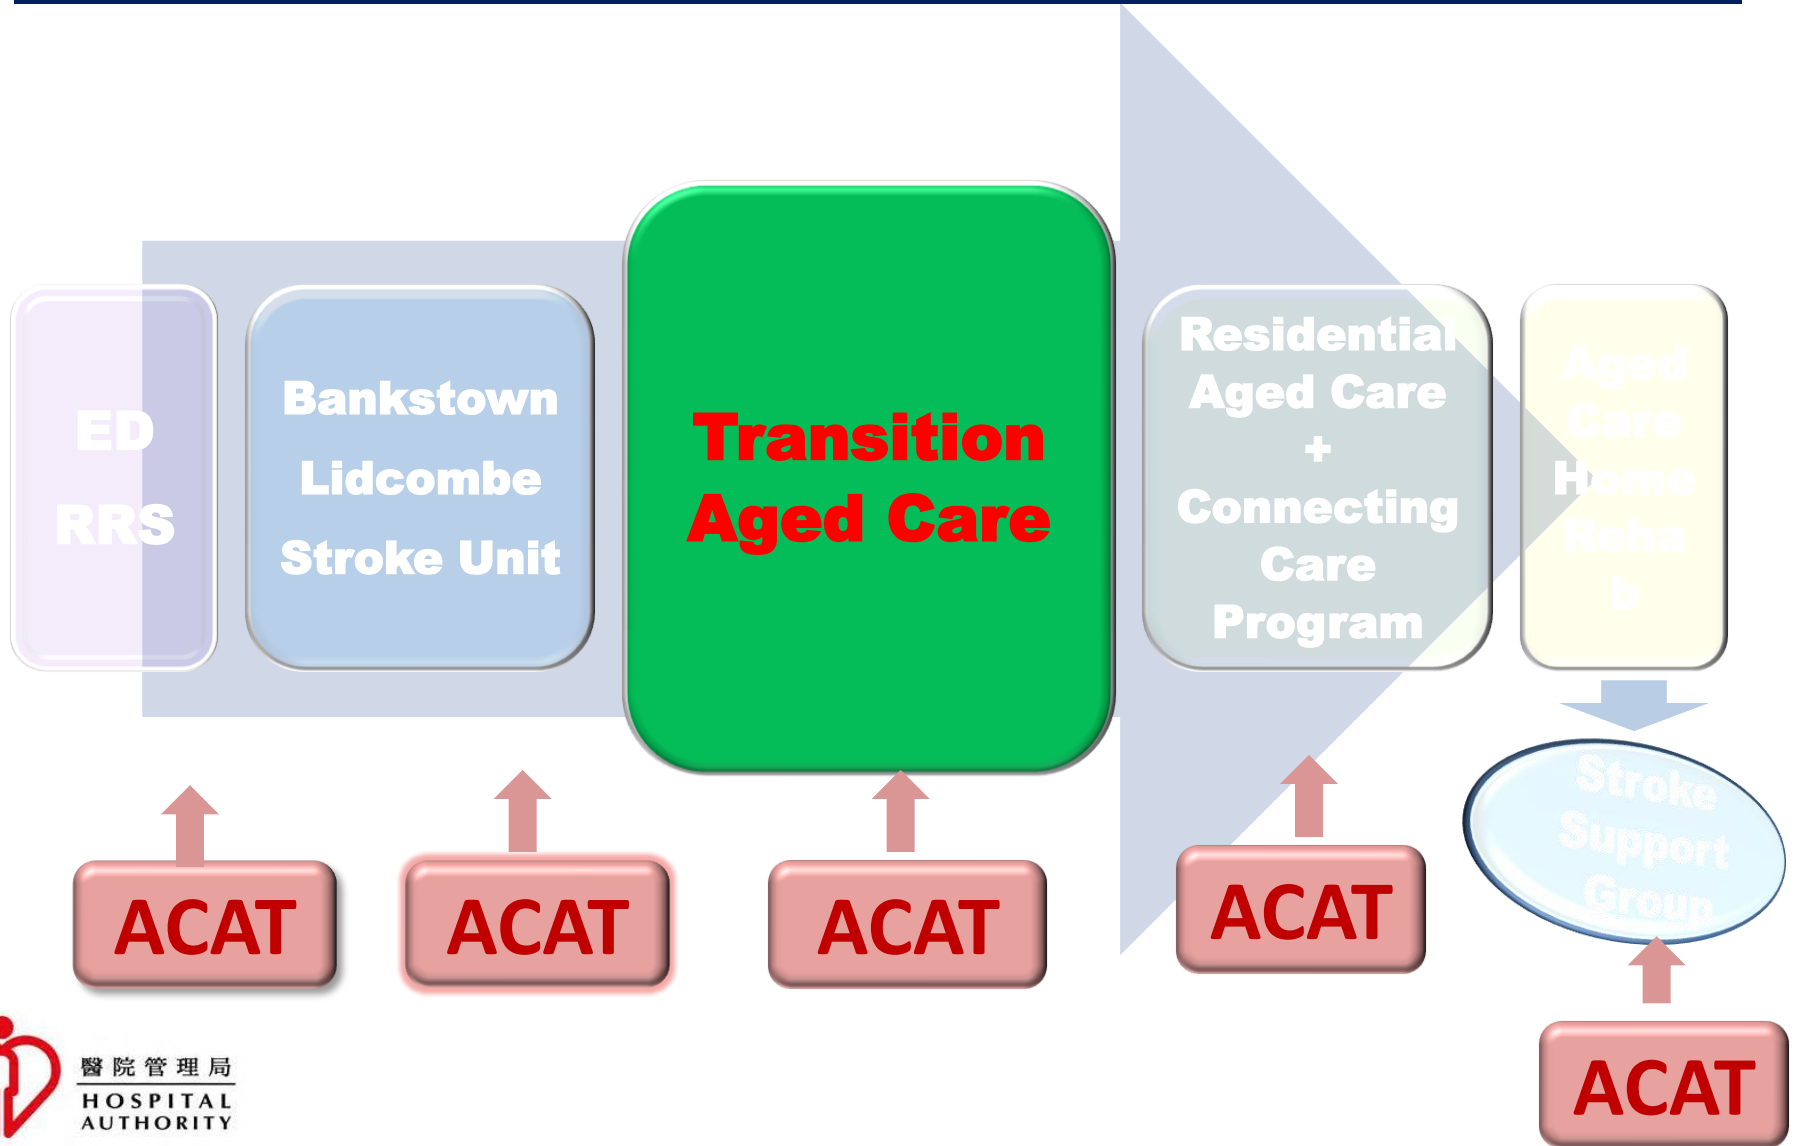 ED
RRS
Bankstown
Lidcombe
Stroke Unit
Transition
Aged Care
Residential
Aged Care
+
Connecting
Care
Program
Aged
Care
Home
Reha
b
Stroke
Support
Group
ACAT
ACAT
ACAT
ACAT
ACAT
醫院管理局
HOSPITAL
AUTHORITY